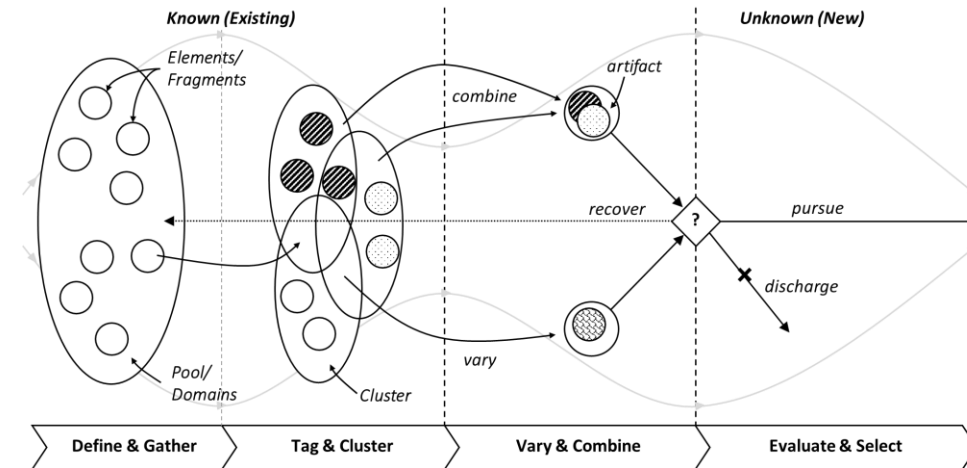 Known (Existing)
Unknown (New)
Elements/
Fragments
artifact
combine
recover
?
pursue
discharge
vary
Pool/
Domains
Cluster
Define & Gather
Tag & Cluster
Vary & Combine
Evaluate & Select